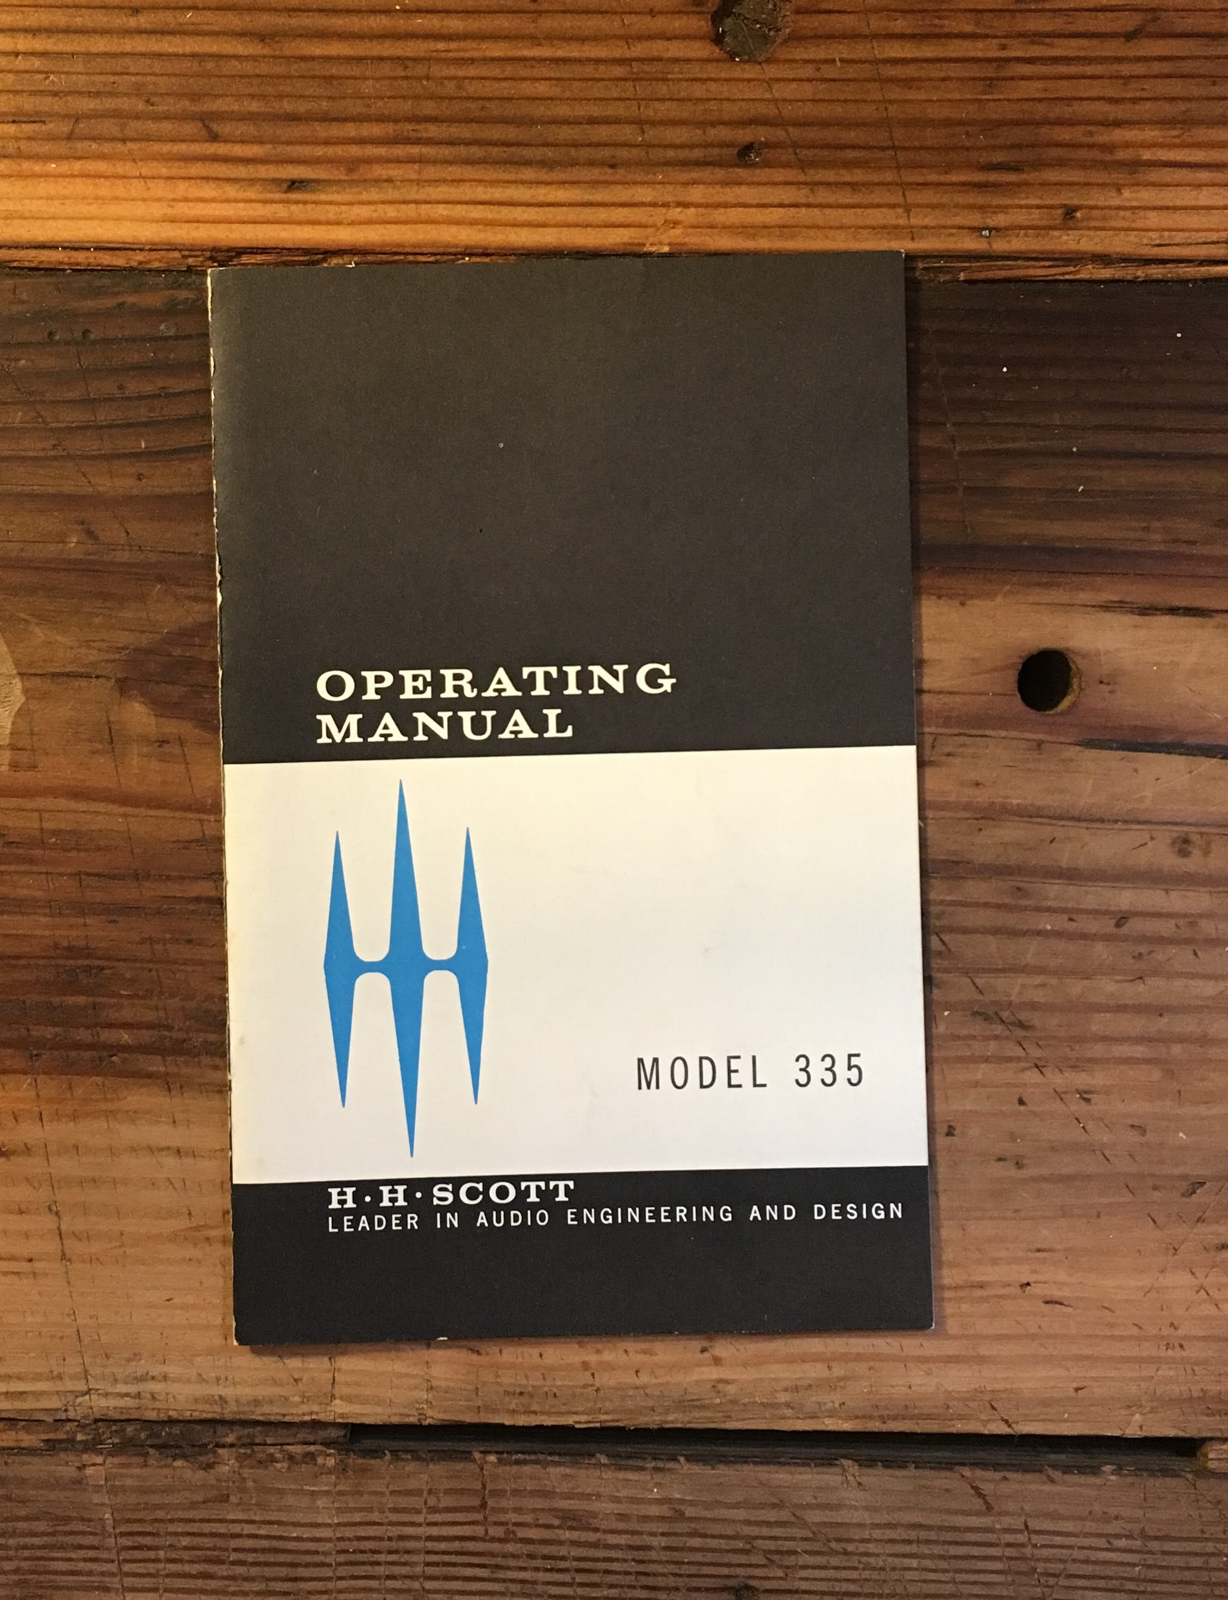 OPERATING
MANUAL
MODEL 335
H·H·SCOTT
LEADER IN AUDIO ENGINEERING AND DESIGN